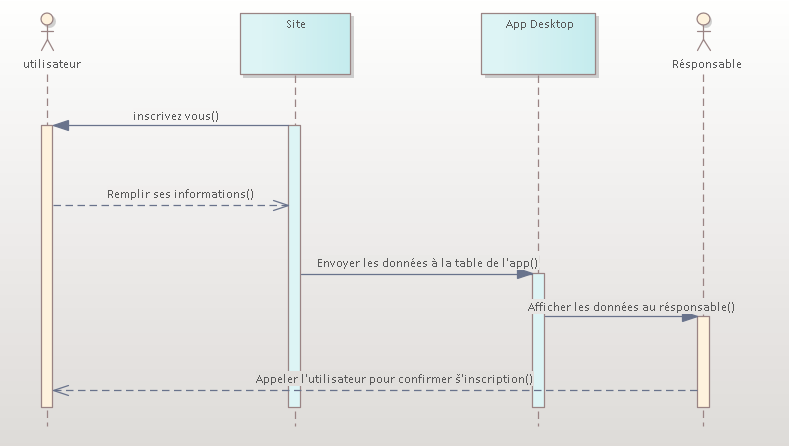 utilisateur
Site
App Desktop
Résponsable
inscrivez vous()
Remplir ses informations()
Envoyer les données à la table de l'app()
Afficher les données au résponsable()
Appeler l'utilisateur pour confirmer s'inscription()